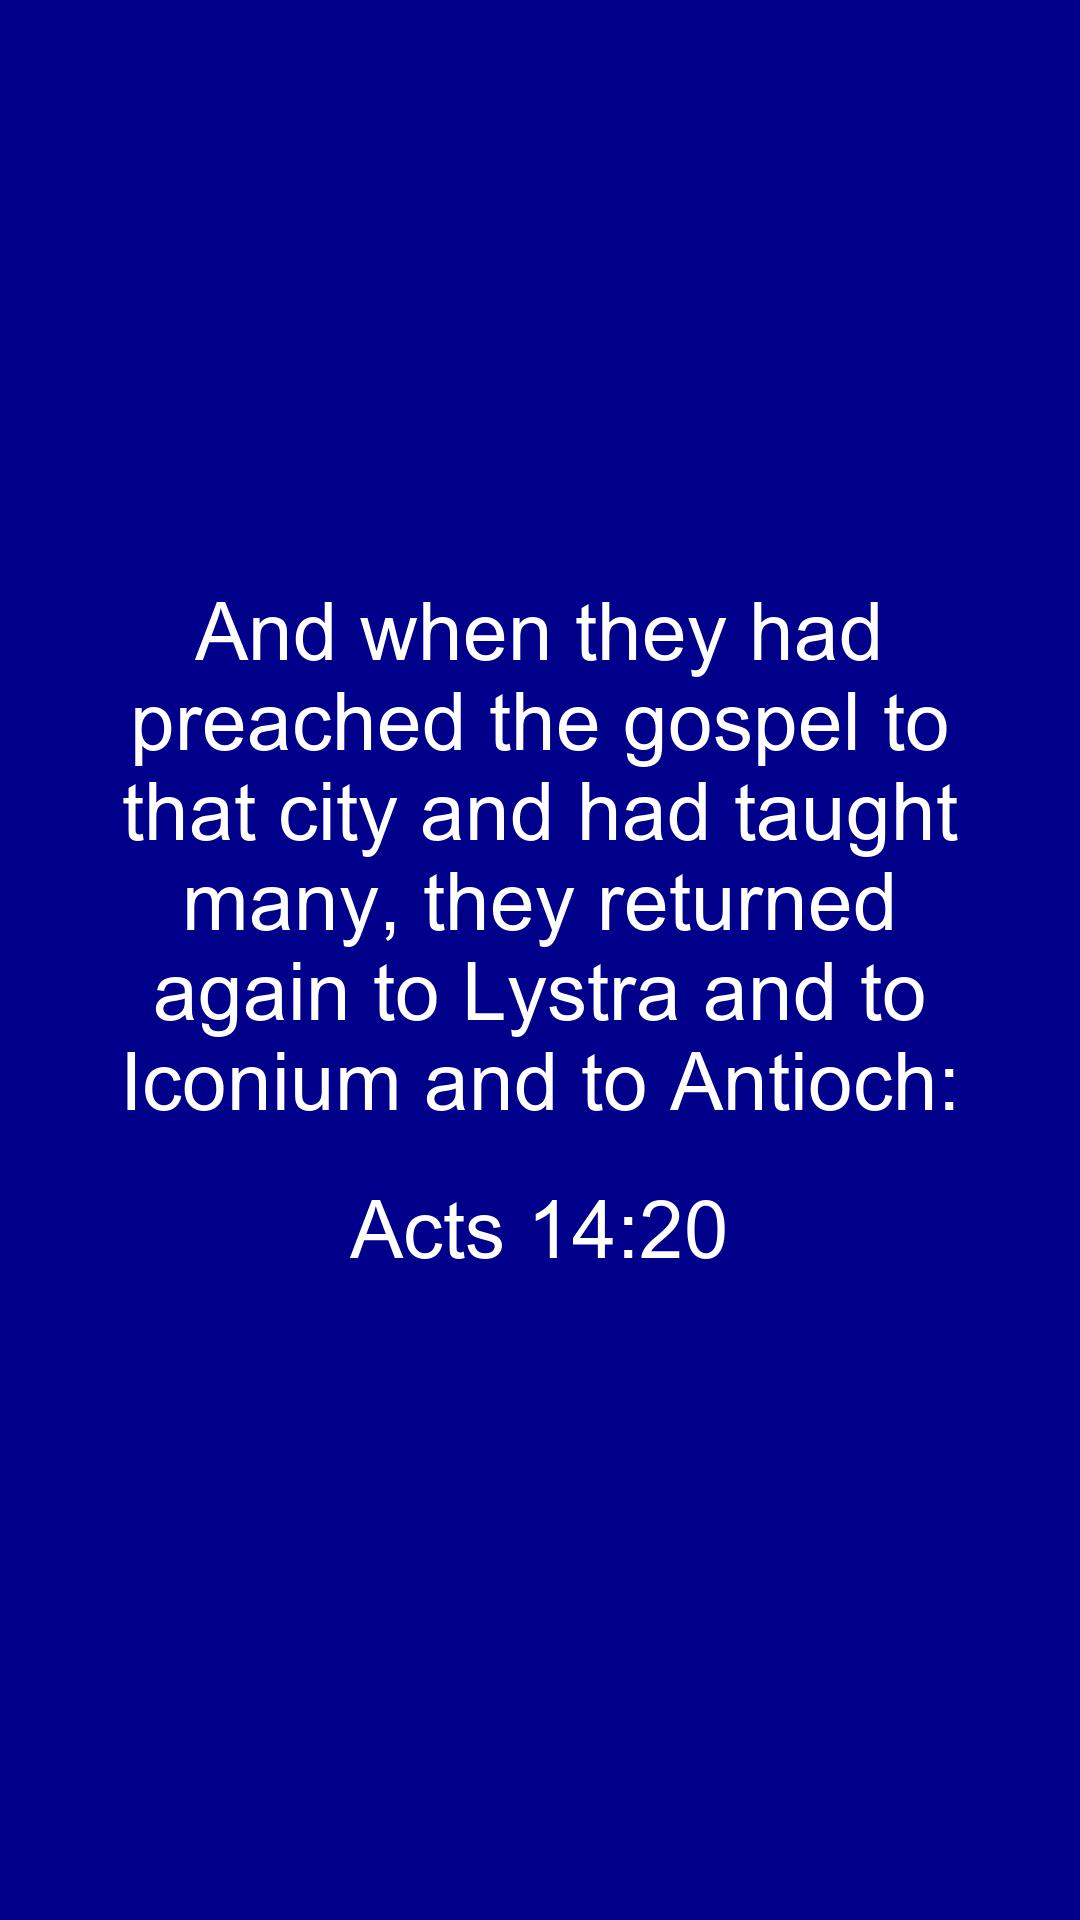 And when they had
preached the gospel to
that city and had taught
many, they returned
again to Lystra and to
Iconium and to Antioch:
Acts 14:20